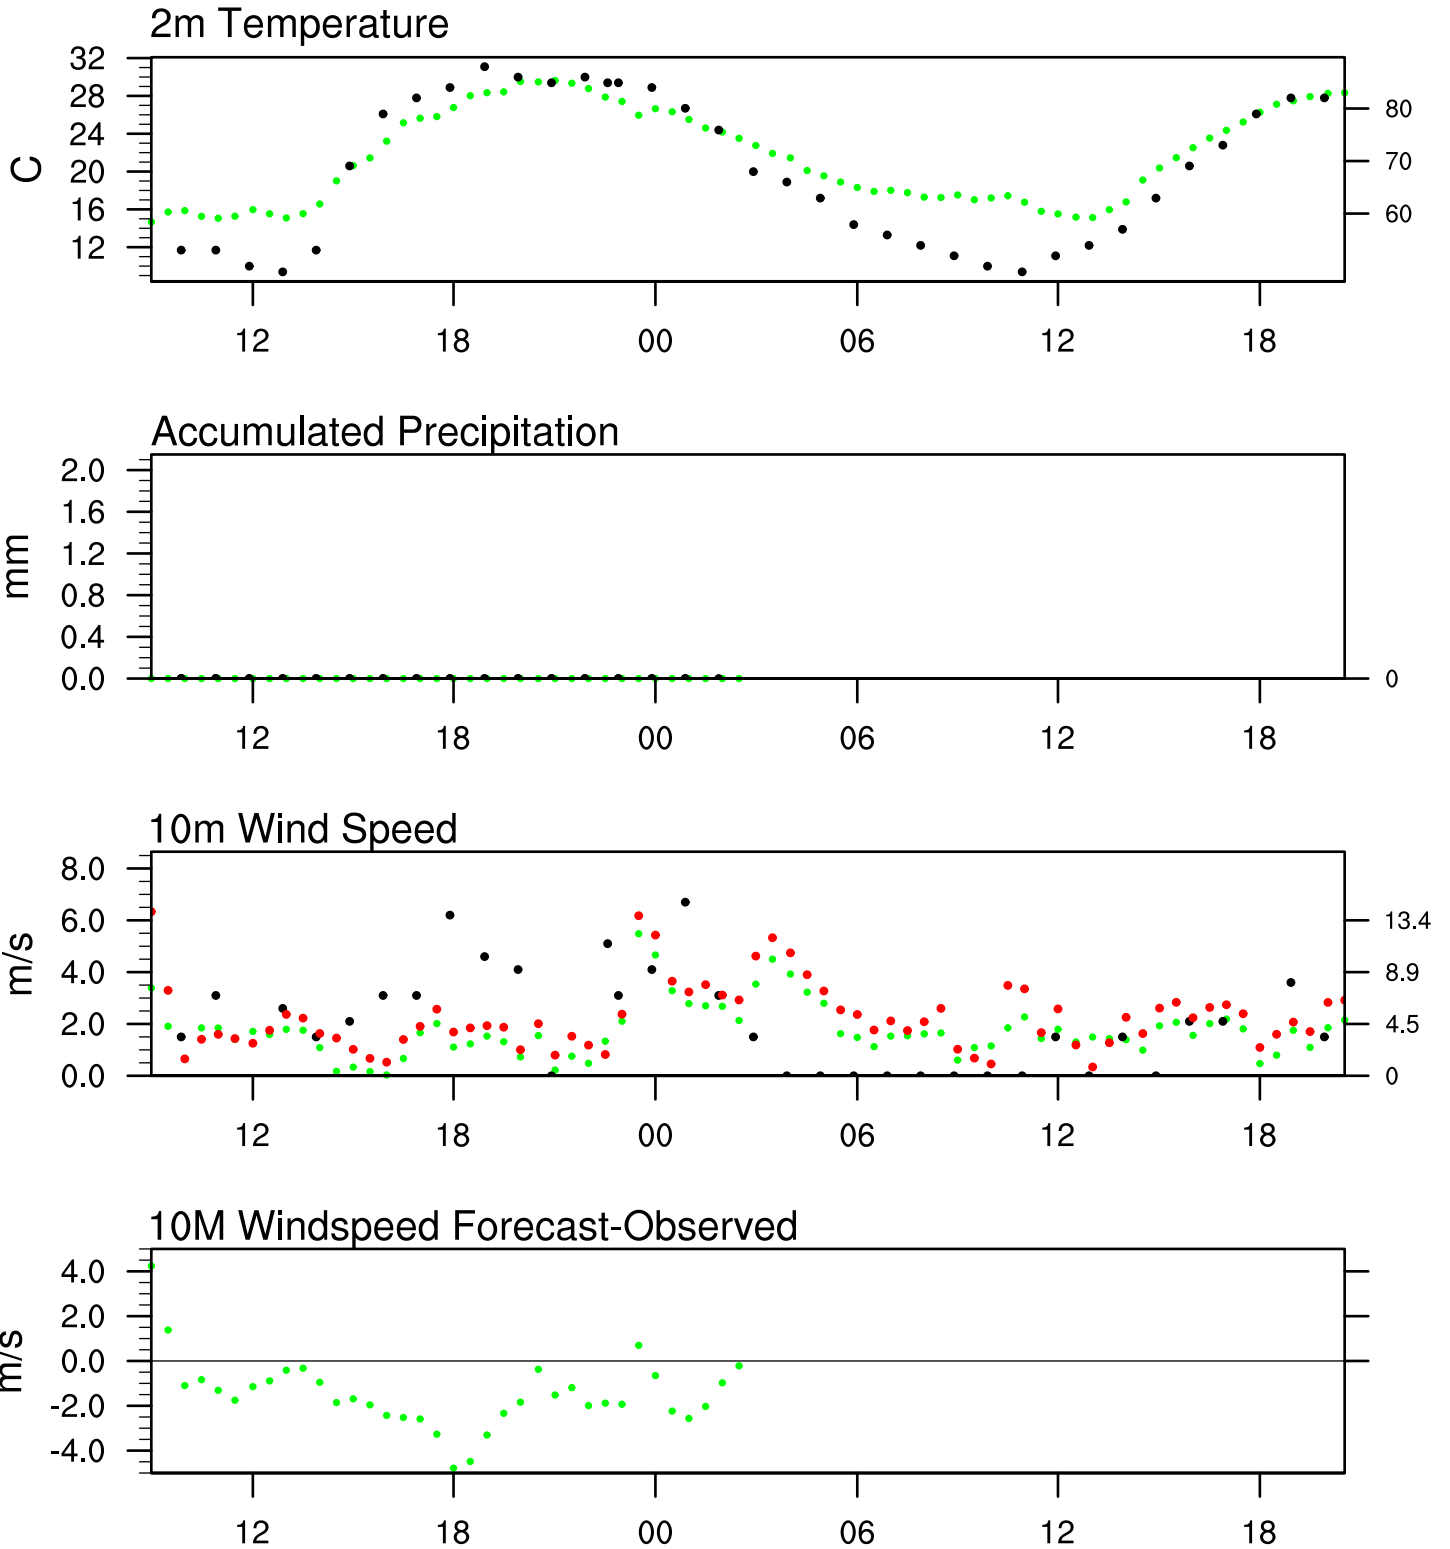 2m Temperature
32
28
24
20
16
12
C
80
70
60
12 18 00 06 12 18
Accumulated Precipitation
2.0
1.6
1.2
0.8
0.4
0.0
mm
0
12 18 00 06 12 18
10m Wind Speed
8.0
6.0
4.0
2.0
0.0
m/s
13.4
8.9
4.5
0
12 18 00 06 12 18
10M Windspeed Forecast-Observed
4.0
2.0
0.0
-2.0
-4.0
m/s
12 18 00 06 12 18